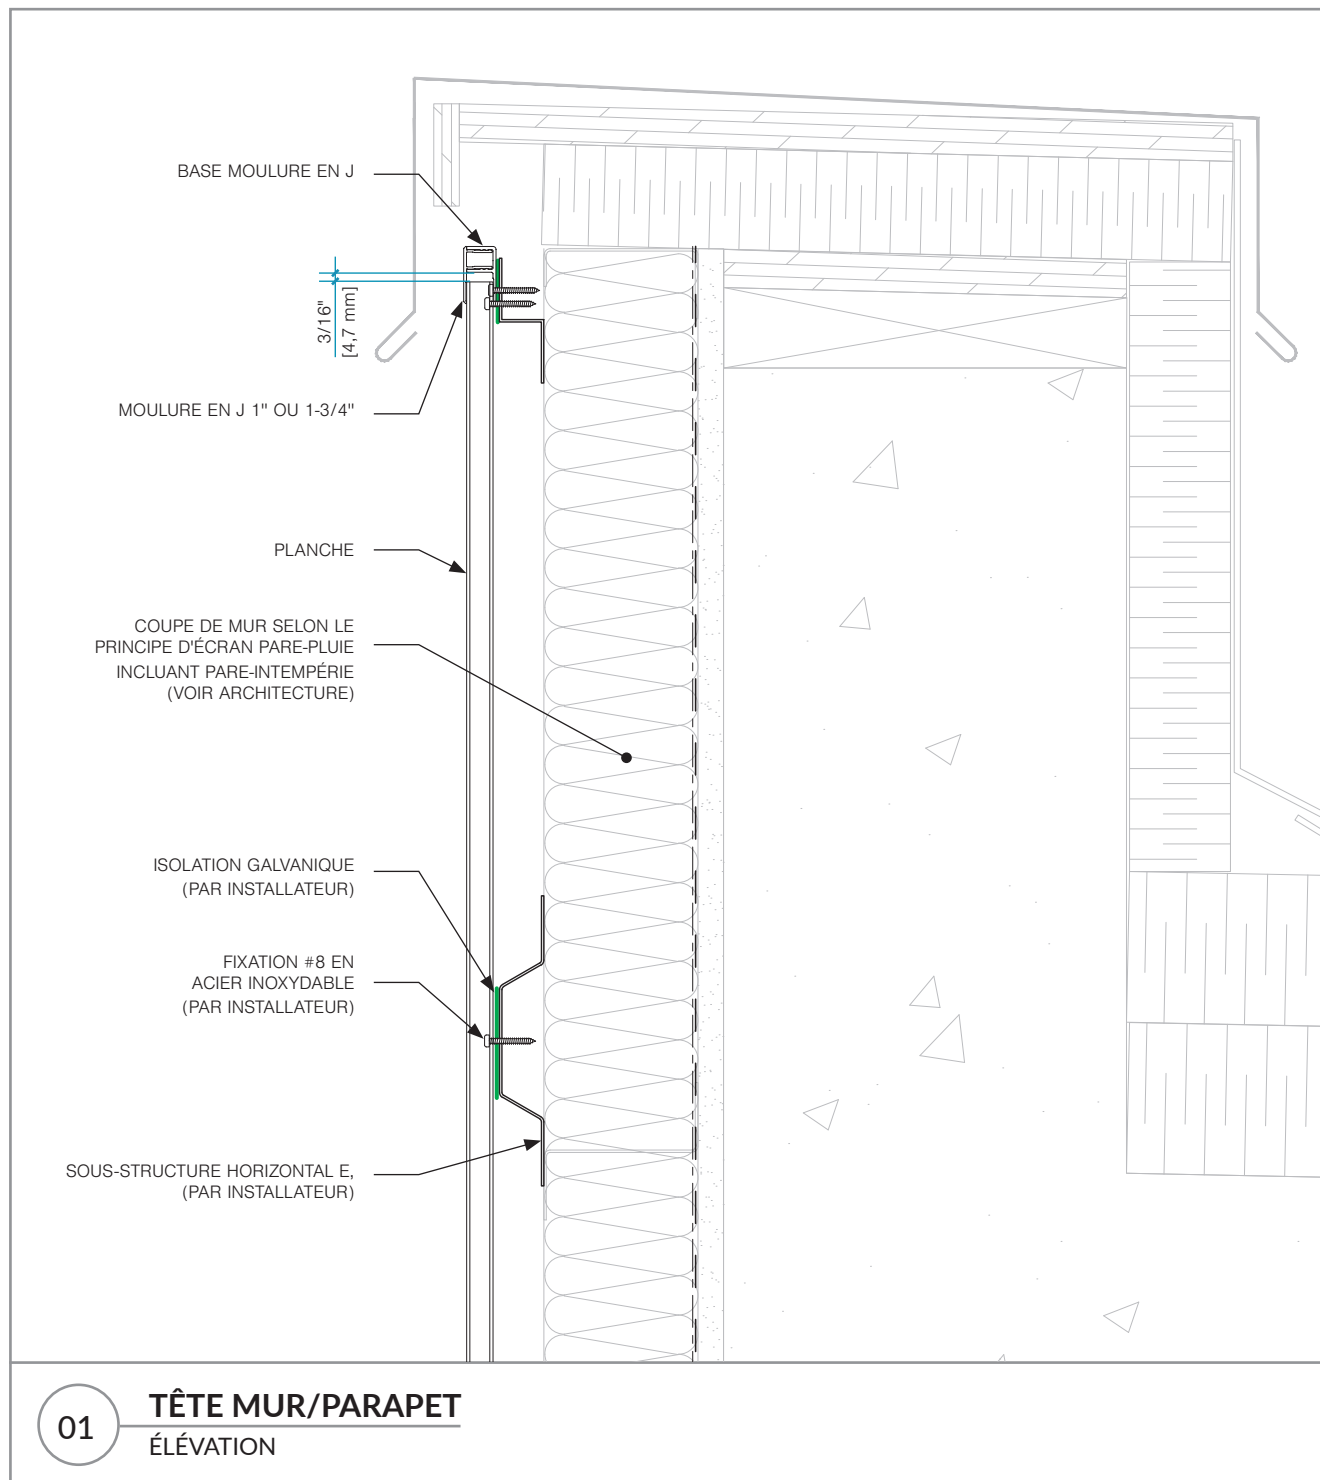 BASE MOULURE EN J
3/16"
[4,7 mm]
MOULURE EN J 1" OU 1-3/4"
PLANCHE
COUPE DE MUR SELON LE
PRINCIPE D'ÉCRAN PARE-PLUIE
INCLUANT PARE-INTEMPÉRIE
(VOIR ARCHITECTURE)
ISOLATION GALVANIQUE
(PAR INSTALLATEUR)
FIXATION #8 EN
ACIER INOXYDABLE
(PAR INSTALLATEUR)
SOUS-STRUCTURE HORIZONTAL E,
(PAR INSTALLATEUR)
01
TÊTE MUR/PARAPET
ÉLÉVATION